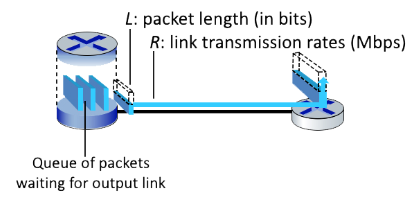 L: packet length (in bits)
R: link transmission rates (Mbps)
Queue of packets
waiting for output link